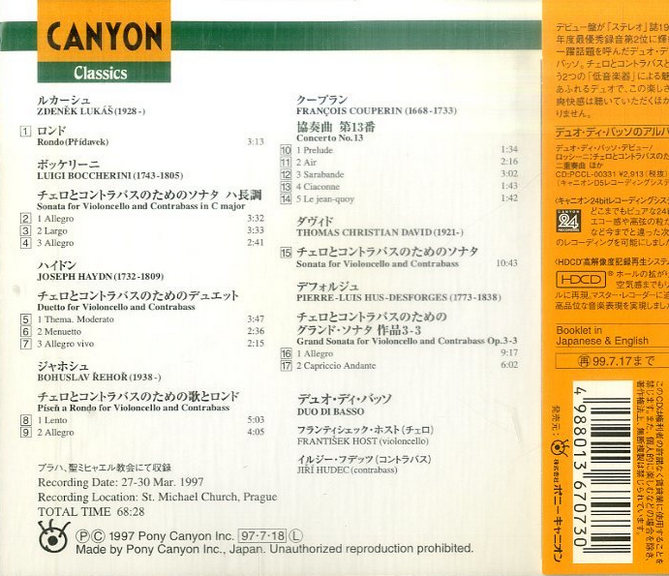 CANYON
Classics
ルカーシュ
ZDENĚK LUKÁŠ (1928 - )
1 ロンド
Rondo (Přídavek) 3:13
ボッケリーニ
LUIGI BOCCHERINI (1743-1805)
チェロとコントラバスのためのソナタ ハ長調
Sonata for Violoncello and Contrabass in C major
2 1 Allegro 3:32
3 2 Largo 3:33
4 3 Allegro 2:41
ハイドン
JOSEPH HAYDN (1732-1809)
チェロとコントラバスのためのデュエット
Duetto for Violoncello and Contrabass
5 1 Thema. Moderato 3:47
6 2 Menuetto 2:36
7 3 Allegro vivo 2:15
ジャホシュ
BOHUSLAV ŘEHOŘ (1938 - )
チェロとコントラバスのための歌とロンド
Píseň a Rondo for Violoncello and Contrabass
8 1 Lento 5:03
9 2 Allegro 4:05
プラハ、聖ミヒャエル教会にて収録
Recording Date: 27-30 Mar. 1997
Recording Location: St. Michael Church, Prague
TOTAL TIME 68:28
クープラン
FRANÇOIS COUPERIN (1668 -1733)
協奏曲 第13番
Concerto No.13
10 1 Prelude 1:34
11 2 Air 2:16
12 3 Sarabande 3:02
13 4 Ciaconne 1:43
14 5 Le jean-quoy 1:42
ダヴィド
THOMAS CHRISTIAN DAVID (1921-)
15 チェロとコントラバスのためのソナタ
Sonata for Violoncello and Contrabass 10:43
デフォルジュ
PIERRE-LUIS HUS-DESFORGES (1773-1838)
チェロとコントラバスのための
グランド・ソナタ 作品3-3
Grand Sonata for Violoncello and Contrabass Op.3-3
16 1 Allegro 9:17
17 2 Capriccio Andante 6:02
デュオ・ディ・バッソ
DUO DI BASSO
フランティシェック・ホスト (チェロ)
FRANTIŠEK HOST (violoncello)
イルジー・フデッツ (コントラバス)
JIŘÍ HUDEC (contrabass)
ⓅⒸ 1997 Pony Canyon Inc. 97・7・18 Ⓛ
Made by Pony Canyon Inc., Japan. Unauthorized reproduction prohibited.
デビュー盤が「ステレオ」誌19
年度最優秀録音第2位に輝
一躍話題を呼んだデュオ・デ
バッソ。チェロとコントラバスと
う2つの「低音楽器」による魅
あふれるデュオで、この楽し
爽快感は聴いていただくほか
りません。
デュオ・ディ・バッソのアルバ
デュオ・ディ・バッソ・デビュー/
ロッシーニ:チェロとコントラバスのた
二重奏曲 ほか
CD:PCCL-00331 ¥2,913(税抜)
(キャニオンD5レコーディングシステ
〈キャニオン24bitレコーディングシス
CANYON
24
どこまでもピュアな24
エコー感や高弦の粒
など今までと違った次
のレコーディングを可能にしまし
〈HDCD®高解像度記録再生システ
HDCD ® ホールの拡が
空気感までも
ルに再現。マスター・レコーダーに迫
高品位な音楽表現を実現しま
Booklet in
Japanese & English
再 99.7.17まで
4988013670730
このCDは権利者の許諾なく賃貸業に使用することを
禁じます。また、個人的に楽しむなどの場合を除き、
著作権法上、無断複製は禁じられています。
発売元:
株式会社 ポニーキャニオン